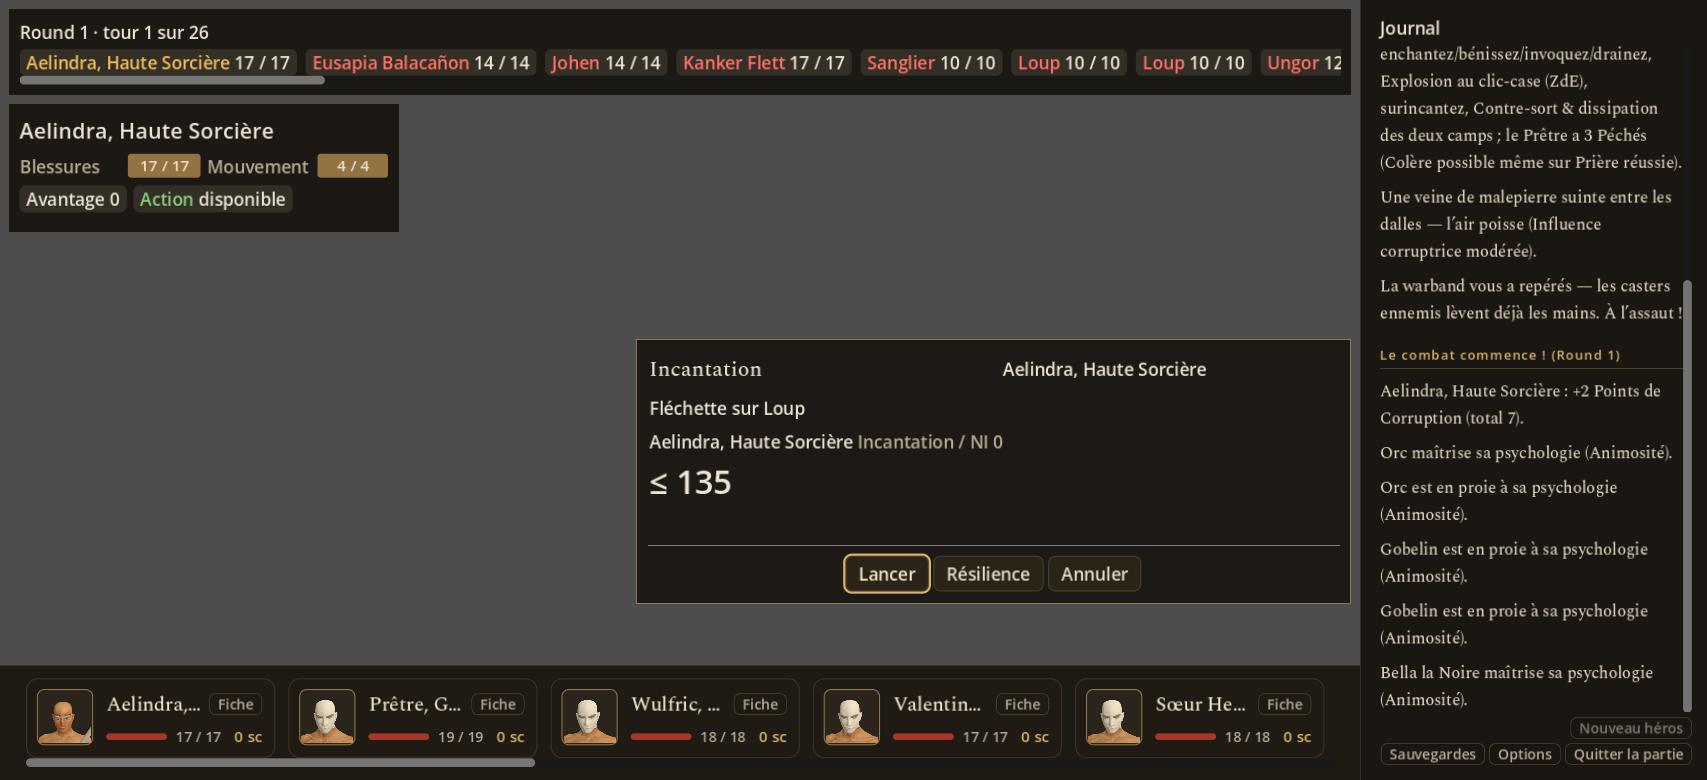 Round 1 · tour 1 sur 26
Aelindra, Haute Sorcière 17 / 17 Eusapia Balacañon 14 / 14 Johen 14 / 14 Kanker Flett 17 / 17 Sanglier 10 / 10 Loup 10 / 10 Loup 10 / 10 Ungor 12
Aelindra, Haute Sorcière
Blessures 17 / 17 Mouvement 4 / 4
Avantage 0 Action disponible
Incantation Aelindra, Haute Sorcière
Fléchette sur Loup
Aelindra, Haute Sorcière Incantation / NI 0
≤ 135
Lancer Résilience Annuler
Aelindra,... Fiche
17 / 17 0 sc
Prêtre, G... Fiche
19 / 19 0 sc
Wulfric, ... Fiche
18 / 18 0 sc
Valentin... Fiche
17 / 17 0 sc
Sœur He... Fiche
18 / 18 0 sc
Journal
enchantez/bénissez/invoquez/drainez,
Explosion au clic-case (ZdE),
surincantez, Contre-sort & dissipation
des deux camps ; le Prêtre a 3 Péchés
(Colère possible même sur Prière réussie).
Une veine de malepierre suinte entre les
dalles — l'air poisse (Influence
corruptrice modérée).
La warband vous a repérés — les casters
ennemis lèvent déjà les mains. À l'assaut !
Le combat commence ! (Round 1)
Aelindra, Haute Sorcière : +2 Points de
Corruption (total 7).
Orc maîtrise sa psychologie (Animosité).
Orc est en proie à sa psychologie
(Animosité).
Gobelin est en proie à sa psychologie
(Animosité).
Gobelin est en proie à sa psychologie
(Animosité).
Bella la Noire maîtrise sa psychologie
(Animosité).
Nouveau héros
Sauvegardes Options Quitter la partie